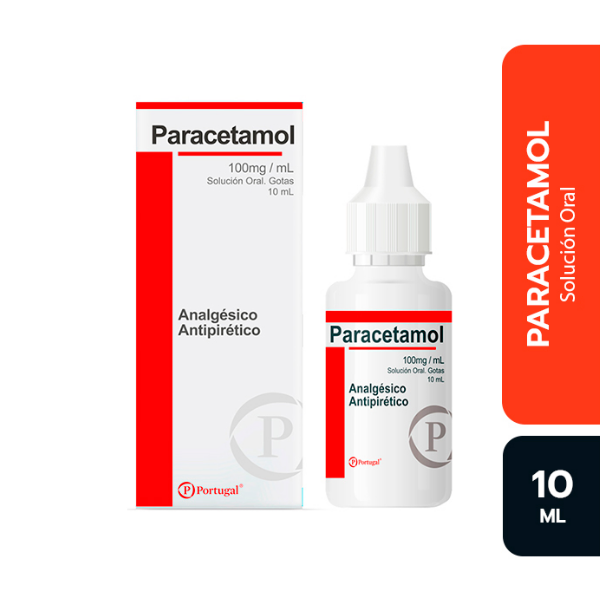 Paracetamol
100mg / mL
Solución Oral. Gotas
10 mL
Analgésico
Antipirético
P
P Portugal®
Paracetamol
100mg / mL
Solución Oral. Gotas
10 mL
Analgésico
Antipirético
P
P Portugal®
PARACETAMOL
Solución Oral
10
ML